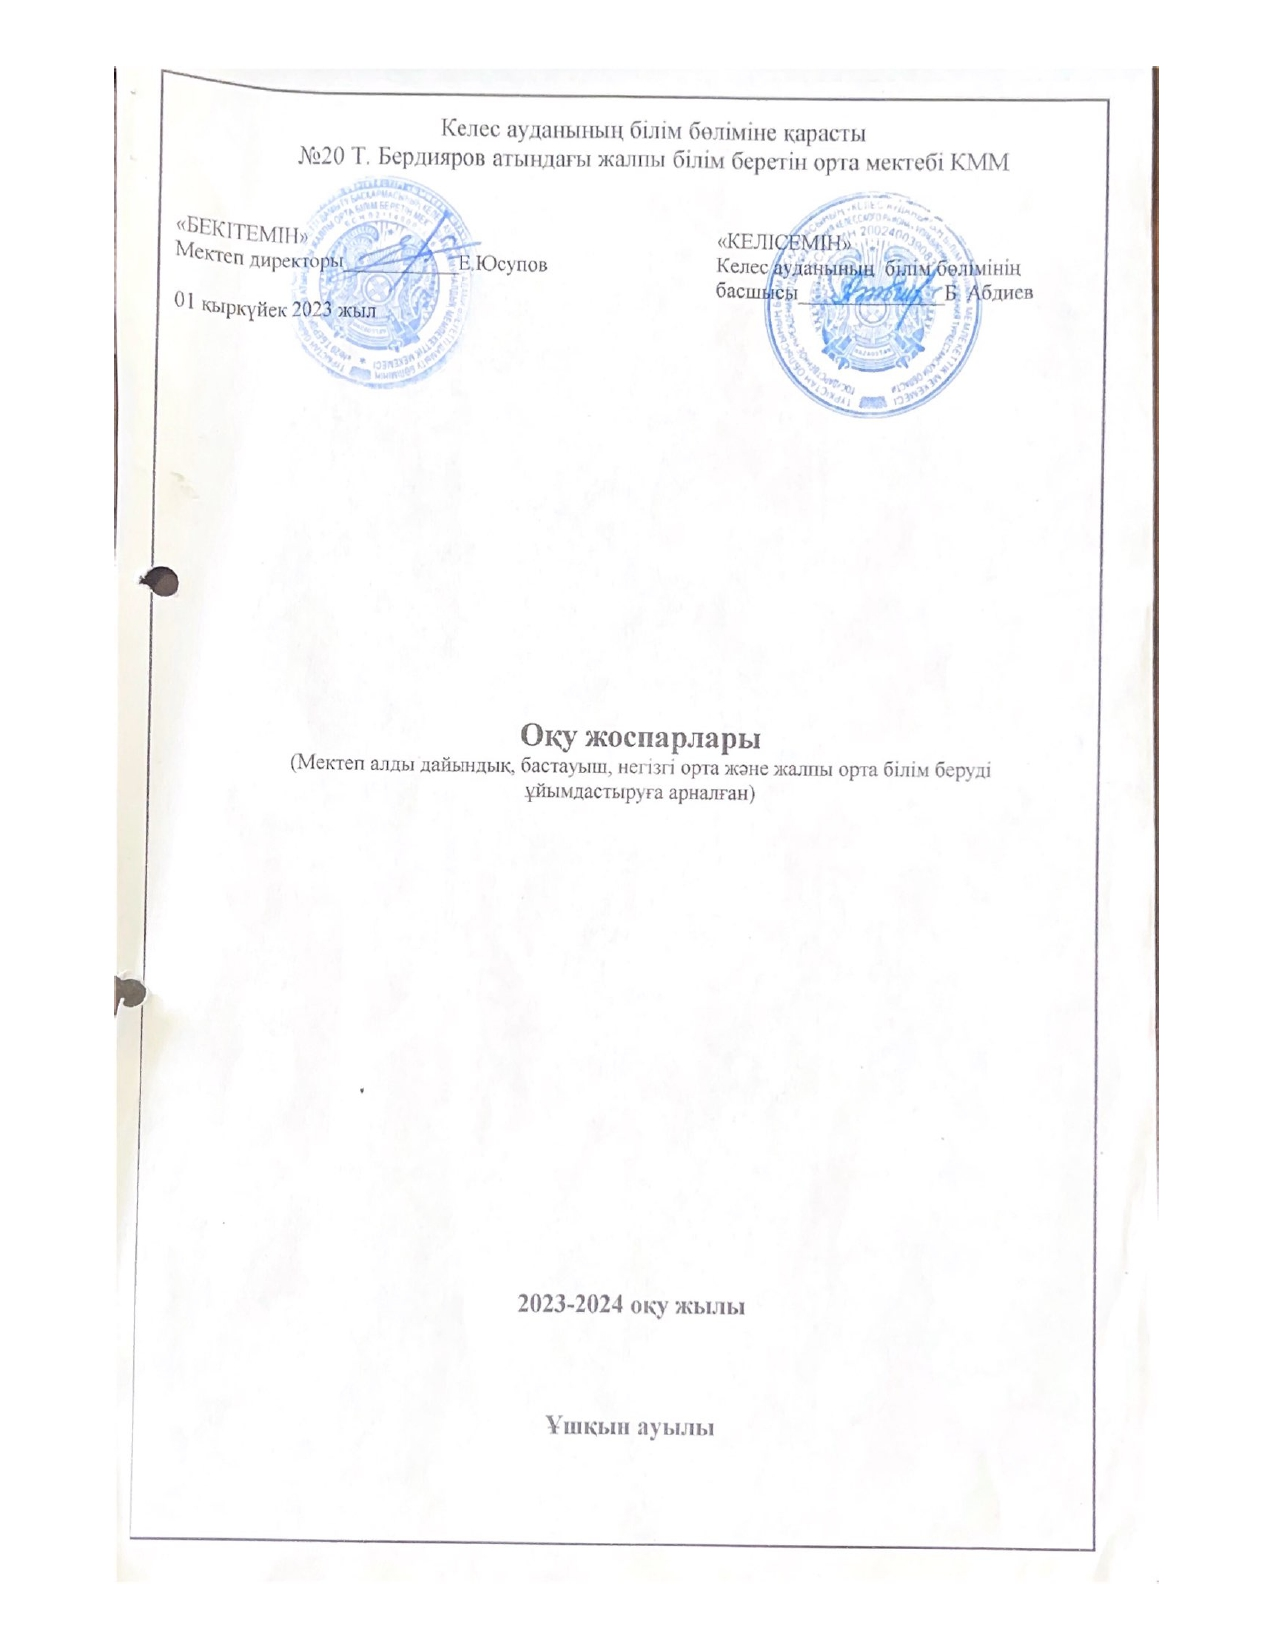 Келес ауданының білім бөліміне қарасты
№20 Т. Бердияров атындағы жалпы білім беретін орта мектебі КММ
«БЕКІТЕМІН»
Мектеп директоры___________Е.Юсупов
01 қыркүйек 2023 жыл
«КЕЛІСЕМІН»
Келес ауданының білім бөлімінің
басшысы______________Б. Абдиев
Оқу жоспарлары
(Мектеп алды дайындық, бастауыш, негізгі орта және жалпы орта білім беруді
ұйымдастыруға арналған)
2023-2024 оқу жылы
Ұшқын ауылы